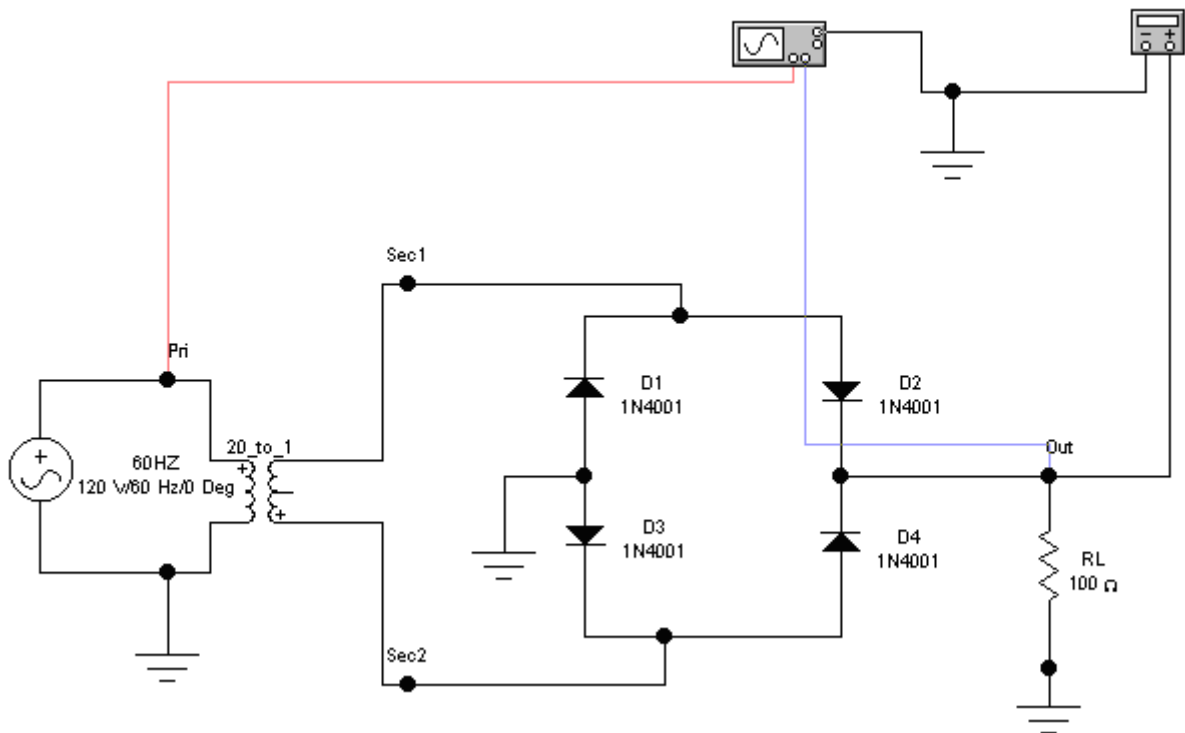 Sec1
Pri
D1
1N4001
D2
1N4001
20_to_1
60HZ
120 V/60 Hz/0 Deg
Out
D3
1N4001
D4
1N4001
RL
100 Ω
Sec2